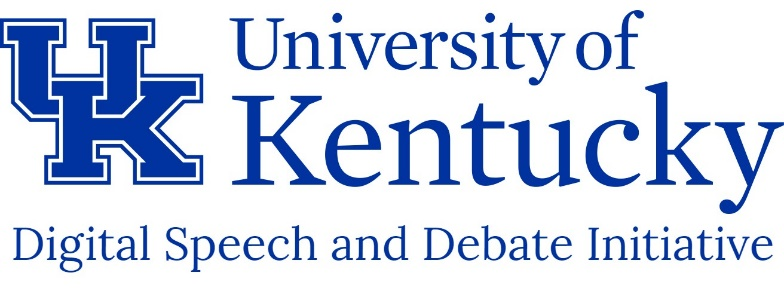 UK
University of
Kentucky
Digital Speech and Debate Initiative